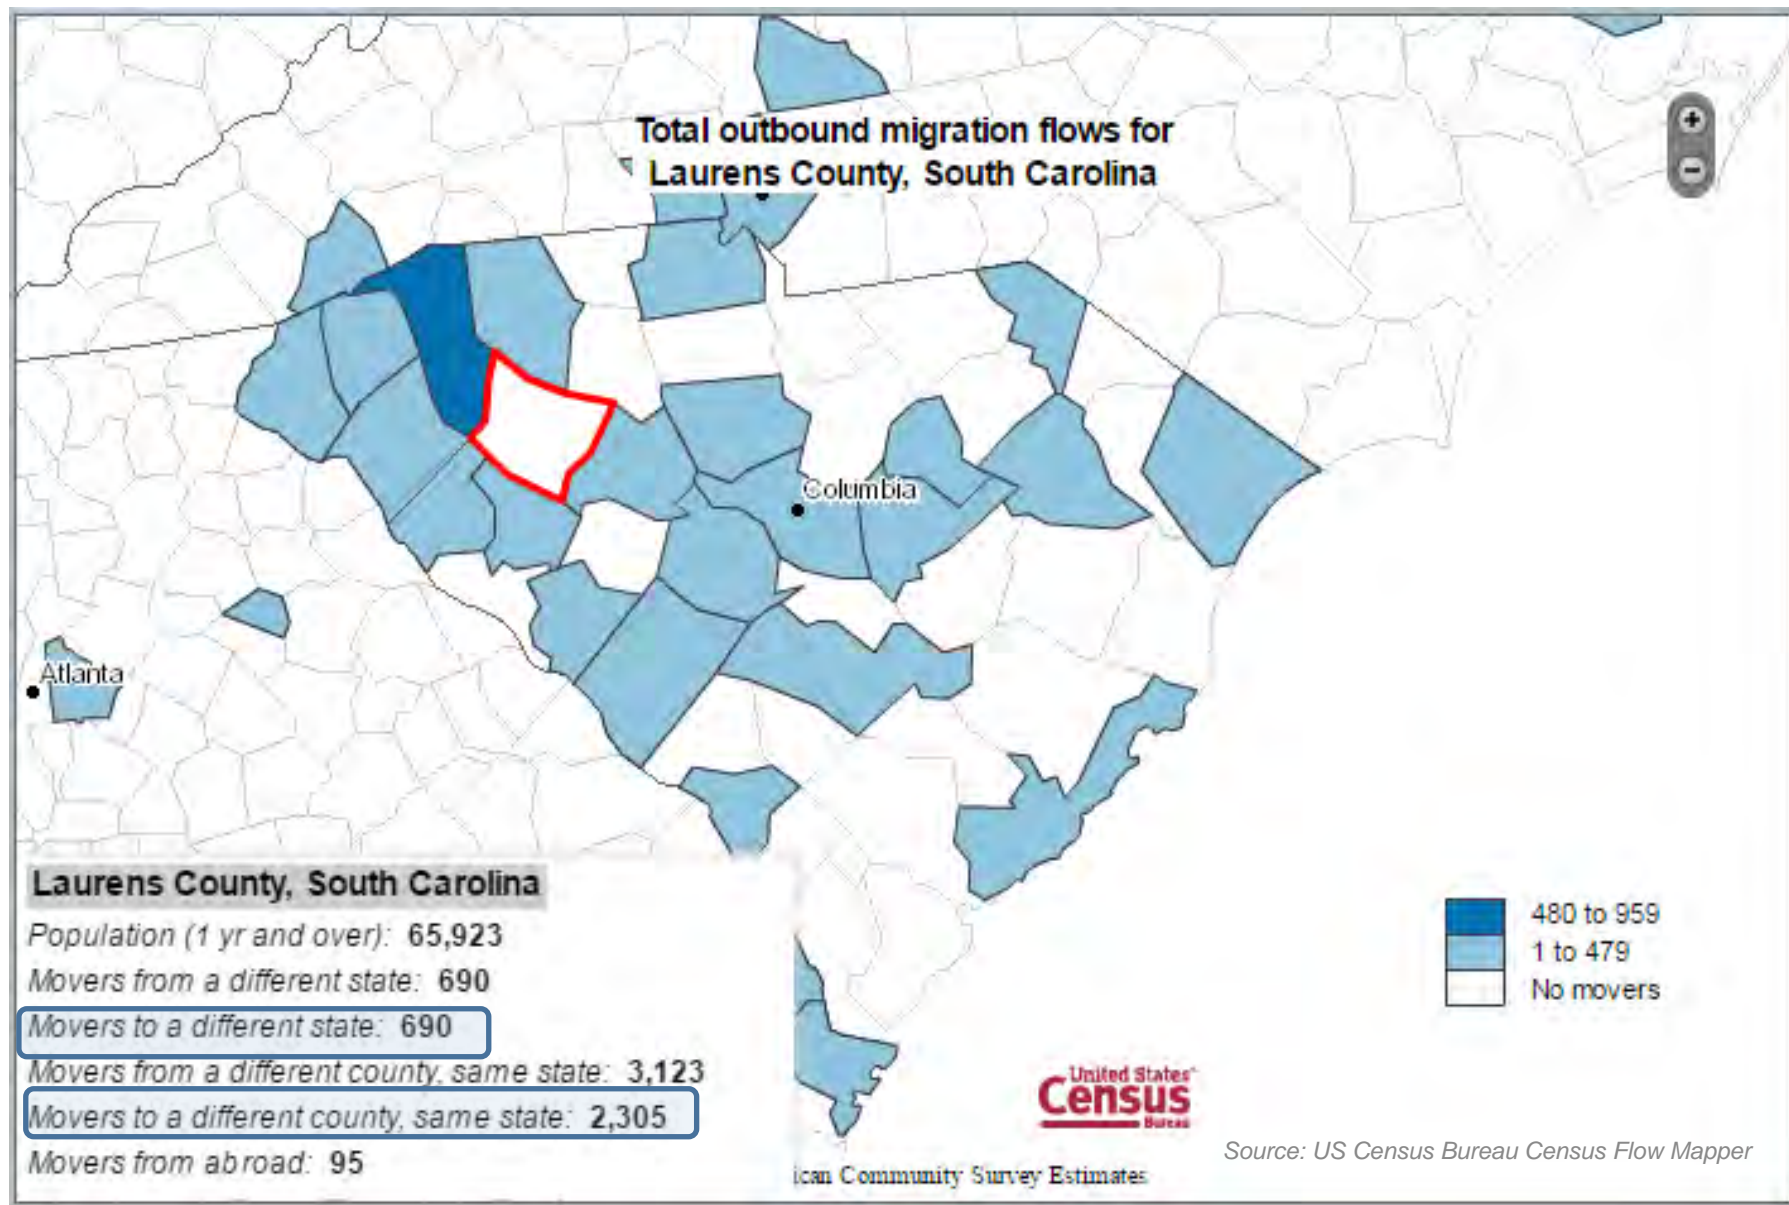 Total outbound migration flows for
Laurens County, South Carolina
Columbia
Atlanta
Laurens County, South Carolina
Population (1 yr and over): 65,923
Movers from a different state: 690
Movers to a different state: 690
Movers from a different county, same state: 3,123
Movers to a different county, same state: 2,305
Movers from abroad: 95
480 to 959
1 to 479
No movers
United States
Census
Bureau
Source: US Census Bureau Census Flow Mapper
ican Community Survey Estimates